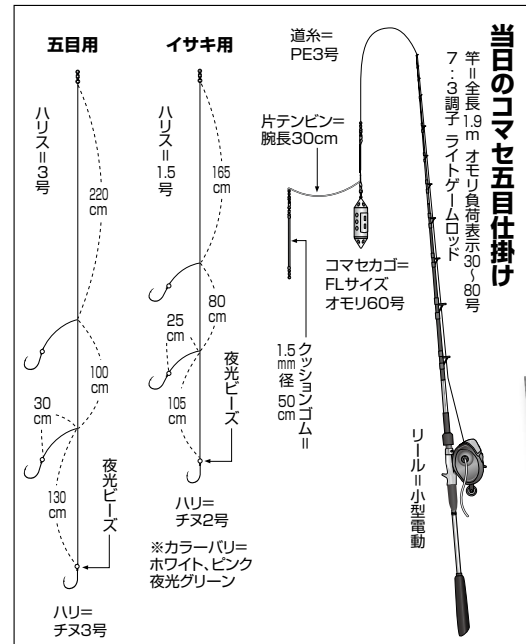 当日のコマセ五目仕掛け
竿＝全長1.9m オモリ負荷表示30〜80号
7：3調子 ライトゲームロッド
道糸＝
PE3号
片テンビン＝
腕長30cm
コマセカゴ＝
FLサイズ
オモリ60号
クッションゴム＝
1.5mm径 50cm
リール＝小型電動
イサキ用
ハリス＝1.5号
165
cm
80
cm
25
cm
105
cm
夜光ビーズ
ハリ＝
チヌ2号
※カラーバリ＝
ホワイト、ピンク
夜光グリーン
五目用
ハリス＝3号
220
cm
100
cm
30
cm
130
cm
夜光ビーズ
ハリ＝
チヌ3号